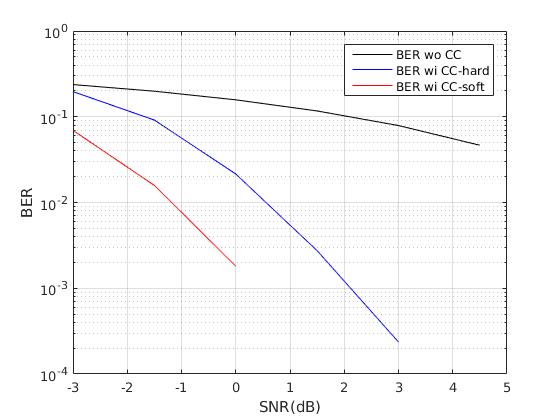 10^0
BER wo CC
BER wi CC-hard
BER wi CC-soft
10^-1
BER
10^-2
10^-3
10^-4
-3 -2 -1 0 1 2 3 4 5
SNR(dB)